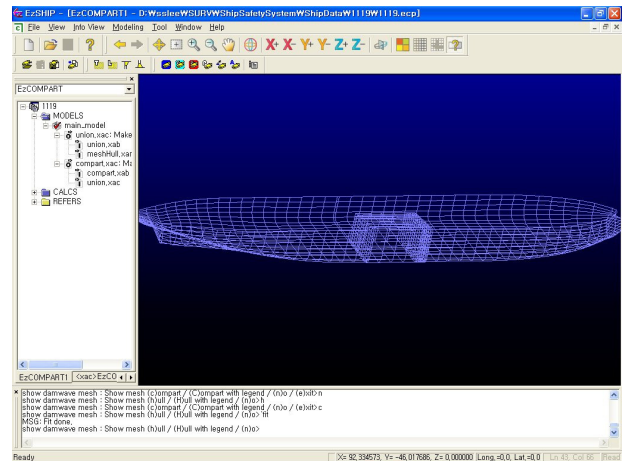 EzSHIP - [EzCOMPART1 - D:₩sslee₩SURV₩ShipSafetySystem₩ShipData₩1119₩1119.ecp]
File View Into View Modeling Tool Window Help
X+ X- Y+ Y- Z+ Z-
EzCOMPART
1119
MODELS
main_model
union,xac: Make
union,xab
meshHull,xar
compart,xac: Ma
compart,xab
union,xac
CALCS
REFERS
EzCOMPART1 <xac>EzCO
show damwave mesh : Show mesh (c)ompart / (C)ompart with legend / (n)o / (e)xit>n
show damwave mesh : Show mesh (h)ull / (H)ull with legend / (n)o>h
show damwave mesh : Show mesh (c)ompart / (C)ompart with legend / (n)o / (e)xit>c
show damwave mesh : Show mesh (h)ull / (H)ull with legend / (n)o> fit
MSG: Fit done,
show damwave mesh : Show mesh (h)ull / (H)ull with legend / (n)o>
Ready X= 92,334573, Y= -46,017686, Z= 0,000000 Long,=0,0, Lat,=0,0 Ln 43, Col 66 Read